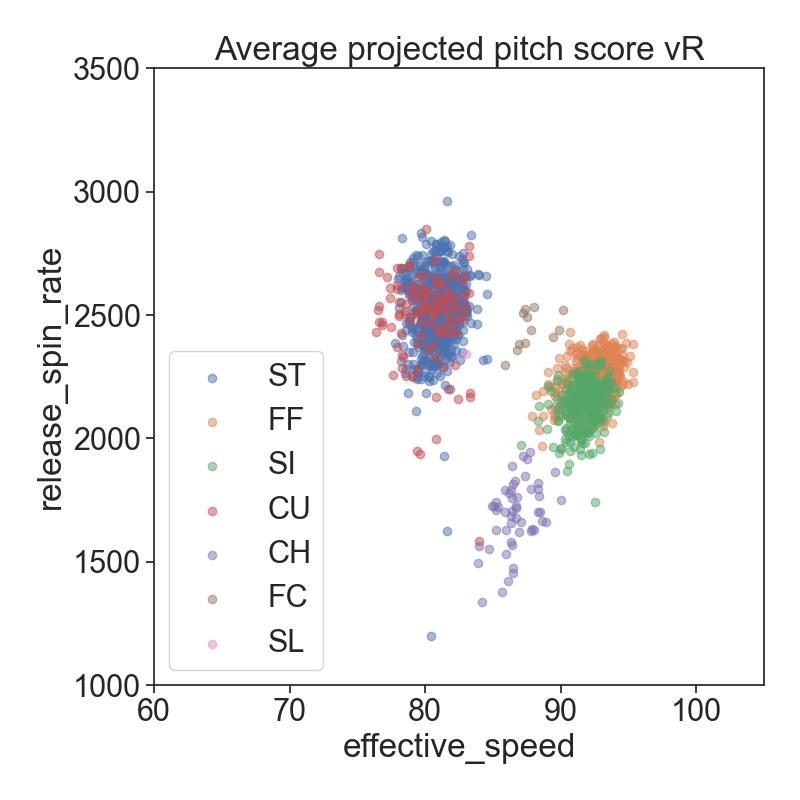 Average projected pitch score vR
3500
3000
2500
2000
1500
1000
release_spin_rate
ST
FF
SI
CU
CH
FC
SL
60 70 80 90 100
effective_speed